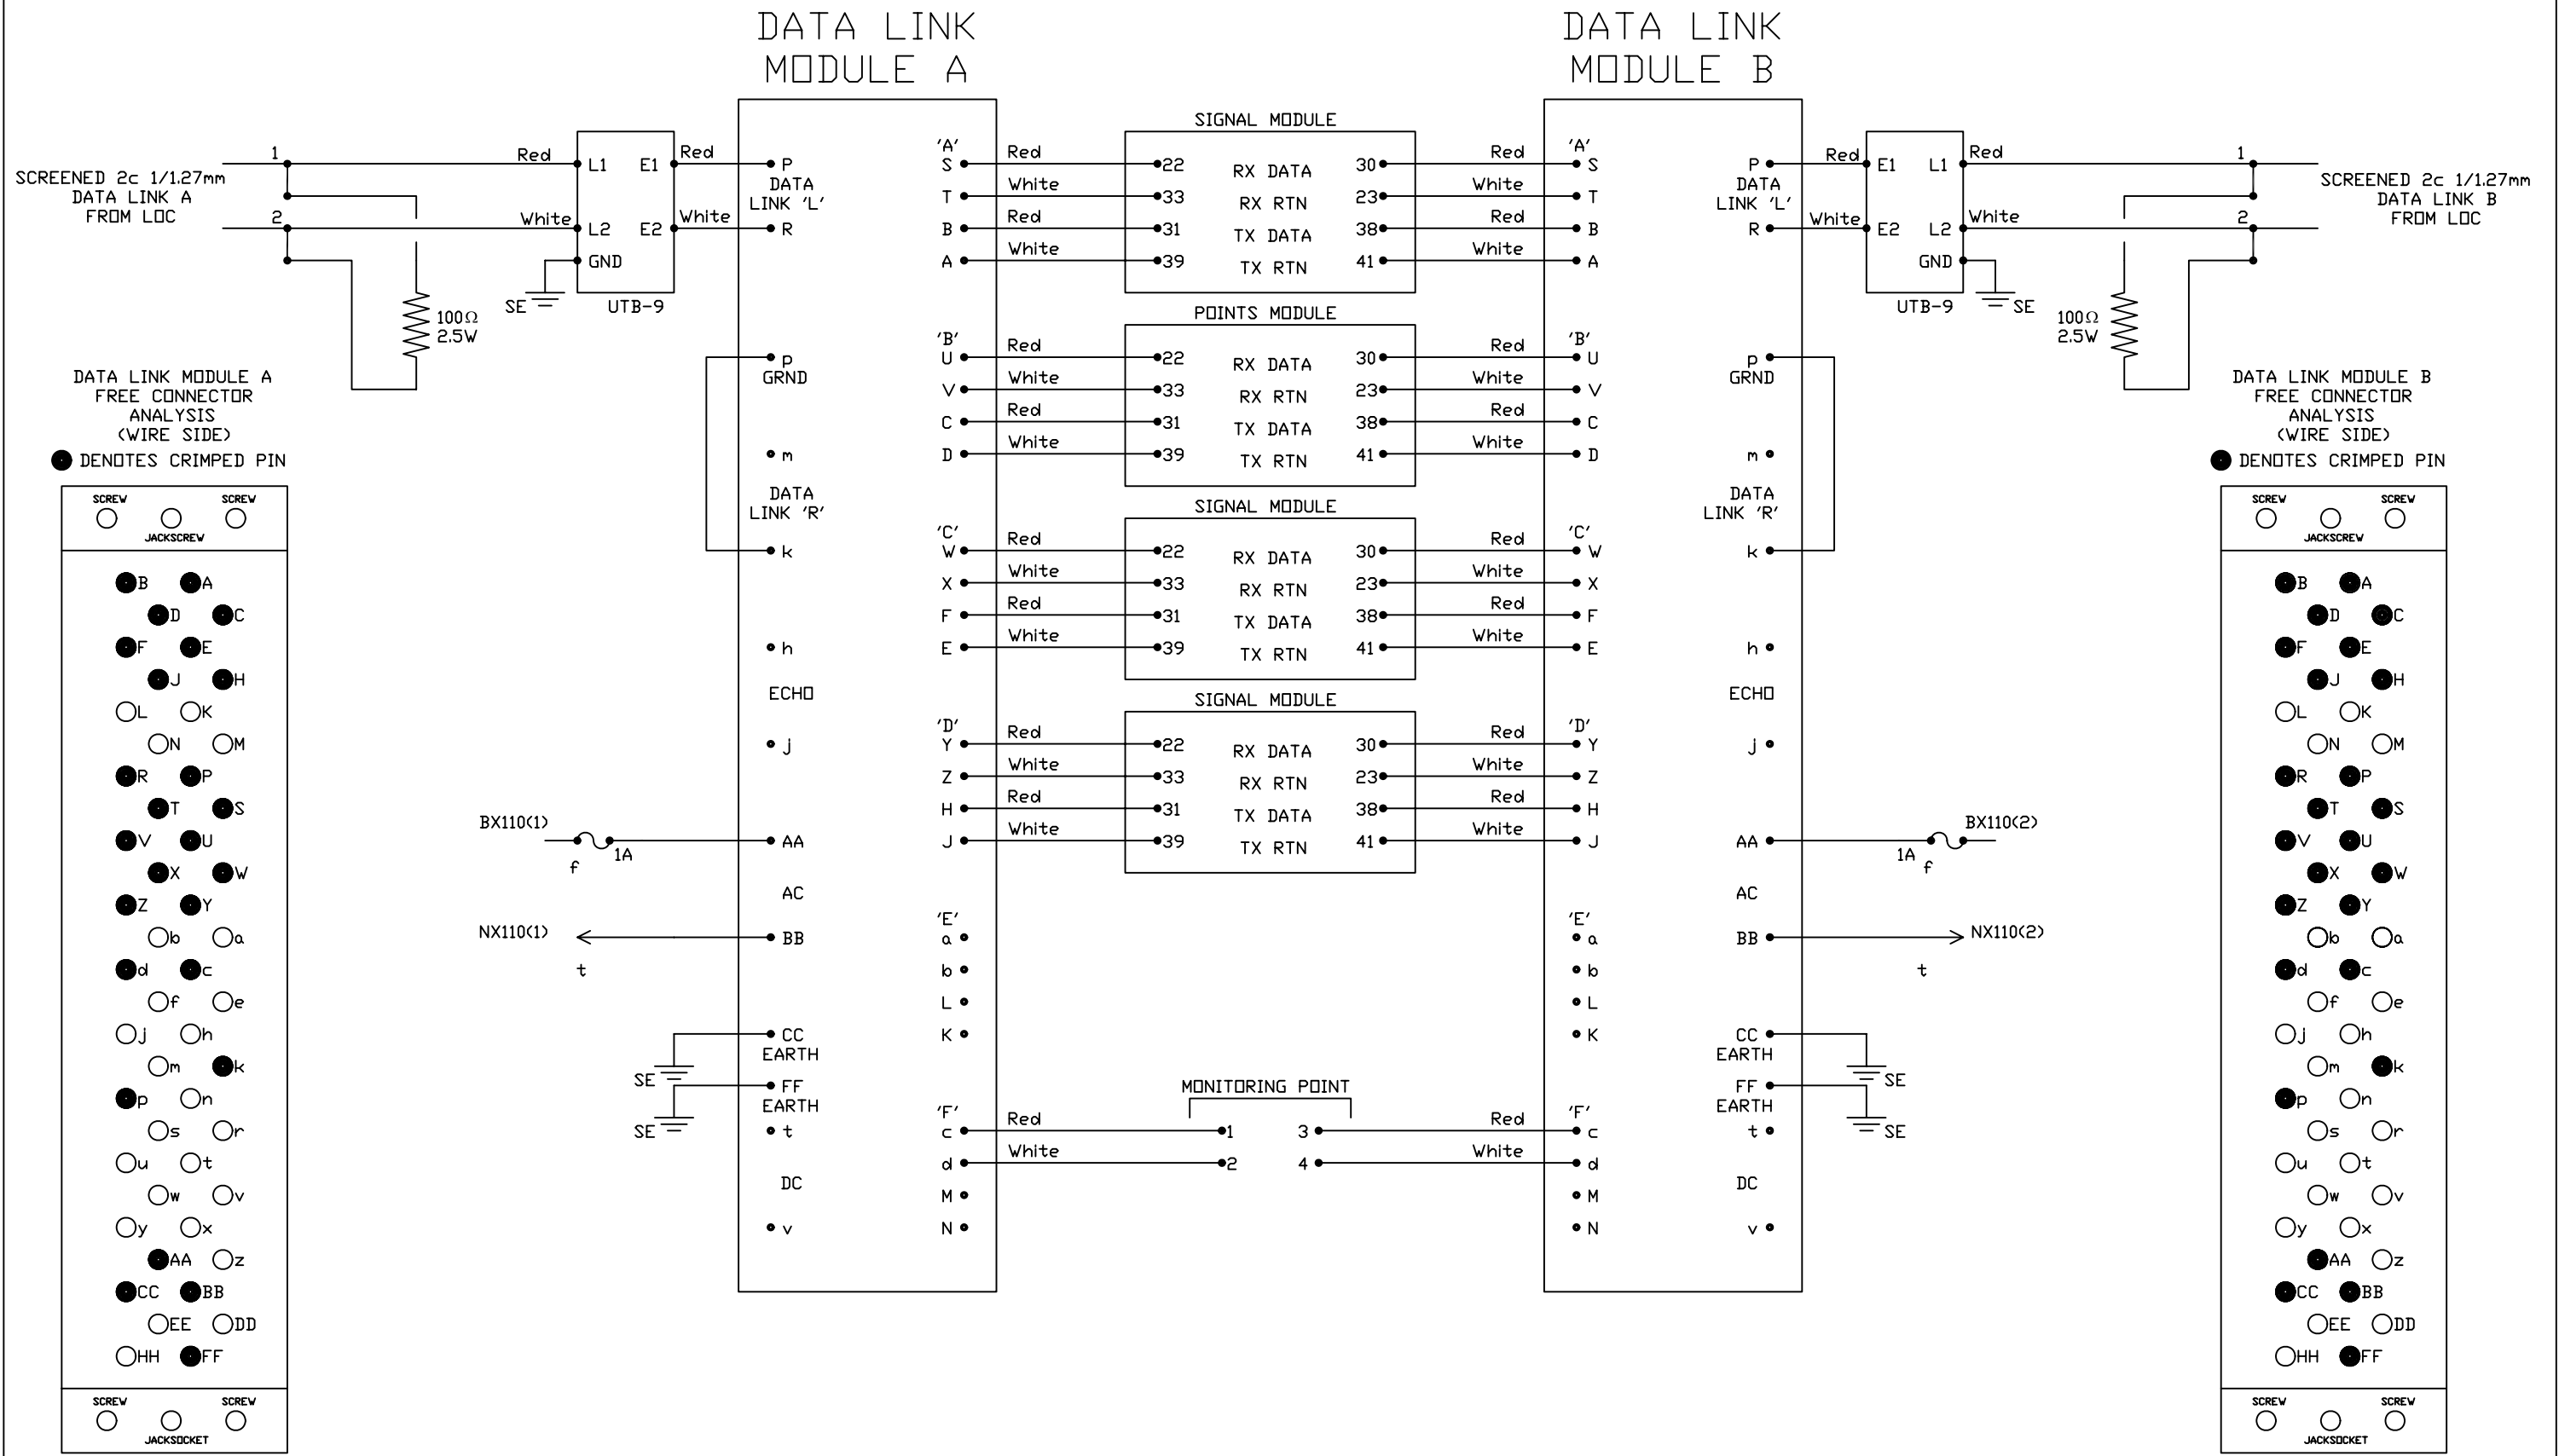 DATA LINK
MODULE A
DATA LINK
MODULE B
SCREENED 2c 1/1.27mm
DATA LINK A
FROM LOC
1
2
Red
White
L1 E1
L2 E2
GND
UTB-9
SE
100Ω
2.5W
Red
White
P
DATA
LINK 'L'
R
p
GRND
m
DATA
LINK 'R'
k
h
ECHO
j
BX110(1)
f
1A
AA
AC
NX110(1)
t
BB
CC
EARTH
SE
FF
EARTH
SE
t
DC
v
'A'
S Red
T White
B Red
A White
'B'
U Red
V White
C Red
D White
'C'
W Red
X White
F Red
E White
'D'
Y Red
Z White
H Red
J White
'E'
a
b
L
K
'F'
c Red
d White
M
N
SIGNAL MODULE
22 RX DATA 30
33 RX RTN 23
31 TX DATA 38
39 TX RTN 41
POINTS MODULE
22 RX DATA 30
33 RX RTN 23
31 TX DATA 38
39 TX RTN 41
SIGNAL MODULE
22 RX DATA 30
33 RX RTN 23
31 TX DATA 38
39 TX RTN 41
SIGNAL MODULE
22 RX DATA 30
33 RX RTN 23
31 TX DATA 38
39 TX RTN 41
MONITORING POINT
1 3
2 4
'A'
Red S
White T
Red B
White A
'B'
Red U
White V
Red C
White D
'C'
Red W
White X
Red F
White E
'D'
Red Y
White Z
Red H
White J
'E'
a
b
L
K
'F'
Red c
White d
M
N
P
DATA
LINK 'L'
R
p
GRND
m
DATA
LINK 'R'
k
h
ECHO
j
AA
AC
BB
1A
f
BX110(2)
NX110(2)
t
CC
EARTH
SE
FF
EARTH
SE
t
DC
v
Red
White
E1 L1
E2 L2
GND
UTB-9
SE
Red
White
1
2
100Ω
2.5W
SCREENED 2c 1/1.27mm
DATA LINK B
FROM LOC
DATA LINK MODULE A
FREE CONNECTOR
ANALYSIS
(WIRE SIDE)
DENOTES CRIMPED PIN
SCREW SCREW
JACKSCREW
B A
D C
F E
J H
L K
N M
R P
T S
V U
X W
Z Y
b a
d c
f e
j h
m k
p n
s r
u t
w v
y x
AA z
CC BB
EE DD
HH FF
SCREW SCREW
JACKSOCKET
DATA LINK MODULE B
FREE CONNECTOR
ANALYSIS
(WIRE SIDE)
DENOTES CRIMPED PIN
SCREW SCREW
JACKSCREW
B A
D C
F E
J H
L K
N M
R P
T S
V U
X W
Z Y
b a
d c
f e
j h
m k
p n
s r
u t
w v
y x
AA z
CC BB
EE DD
HH FF
SCREW SCREW
JACKSOCKET